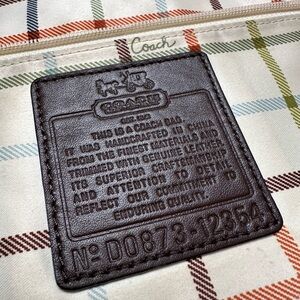 Coach
COACH
EST. 1941
THIS IS A COACH BAG.
IT WAS HANDCRAFTED IN CHINA
FROM THE FINEST MATERIALS AND
TRIMMED WITH GENUINE LEATHER.
ITS SUPERIOR CRAFTSMANSHIP
AND ATTENTION TO DETAIL
REFLECT OUR COMMITMENT TO
ENDURING QUALITY.
Nº D0873-12354